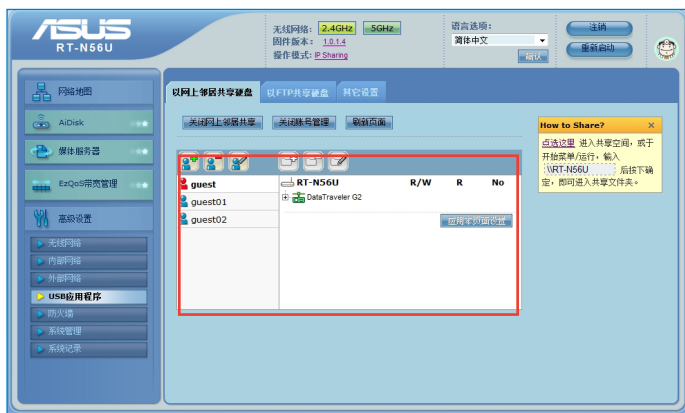 ASUS
RT-N56U
无线网络: 2.4GHz 5GHz
固件版本: 1.0.1.4
操作模式: IP Sharing
语言选项:
简体中文
确认
注销
重新启动
网络地图
AiDisk
媒体服务器
EzQoS带宽管理
高级设置
无线网络
内部网络
外部网络
USB应用程序
防火墙
系统管理
系统记录
以网上邻居共享硬盘 以FTP共享硬盘 其它设置
关闭网上邻居共享 关闭账号管理 刷新页面
guest
guest01
guest02
RT-N56U R/W R No
DataTraveler G2
应用本页面设置
How to Share? ×
点选这里 进入共享空间，或于
开始菜单/运行，输入
\\RT-N56U 后按下确
定，即可进入共享文件夹。